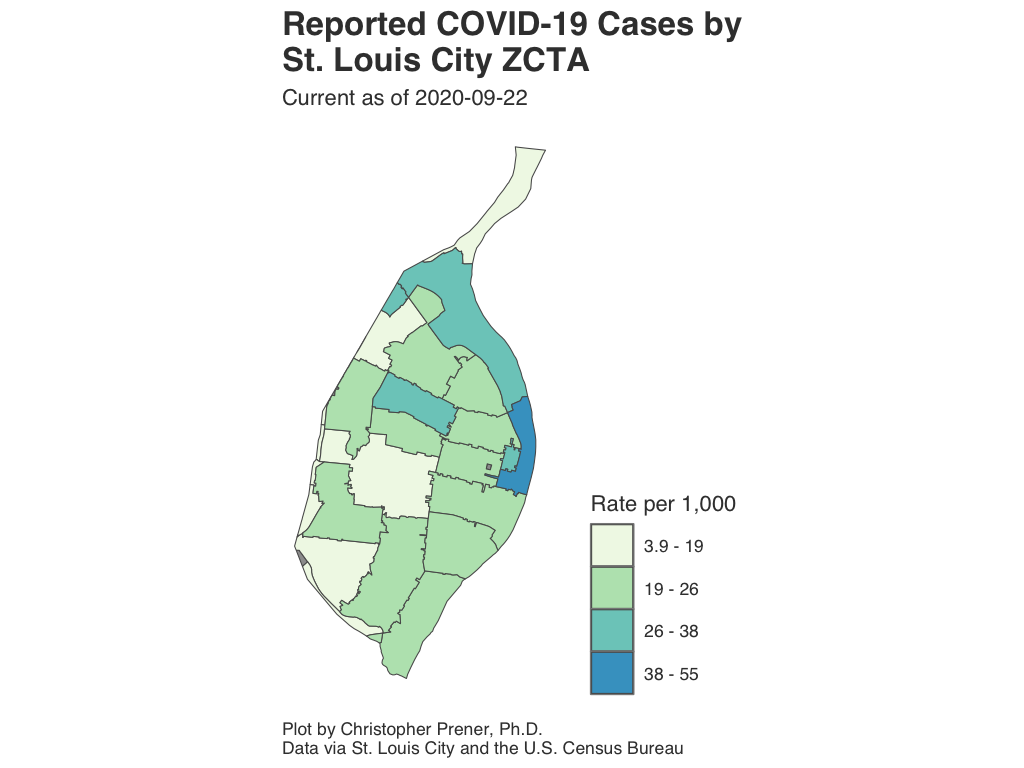 Reported COVID-19 Cases by
St. Louis City ZCTA
Current as of 2020-09-22
Rate per 1,000
3.9 - 19
19 - 26
26 - 38
38 - 55
Plot by Christopher Prener, Ph.D.
Data via St. Louis City and the U.S. Census Bureau